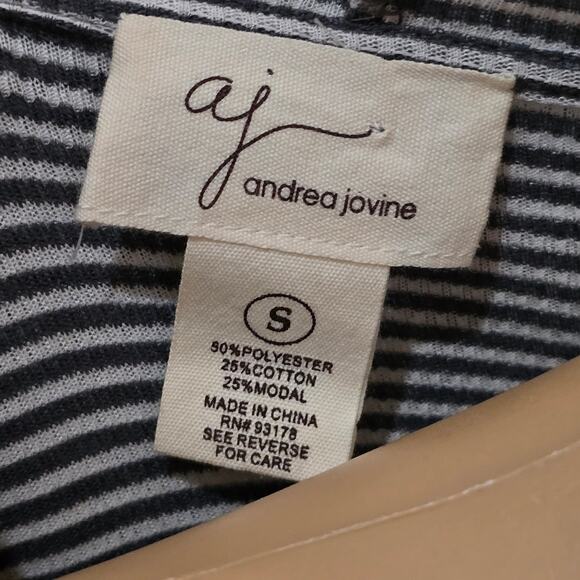 aj
andrea jovine
S
50%POLYESTER
25%COTTON
25%MODAL
MADE IN CHINA
RN# 93178
SEE REVERSE
FOR CARE